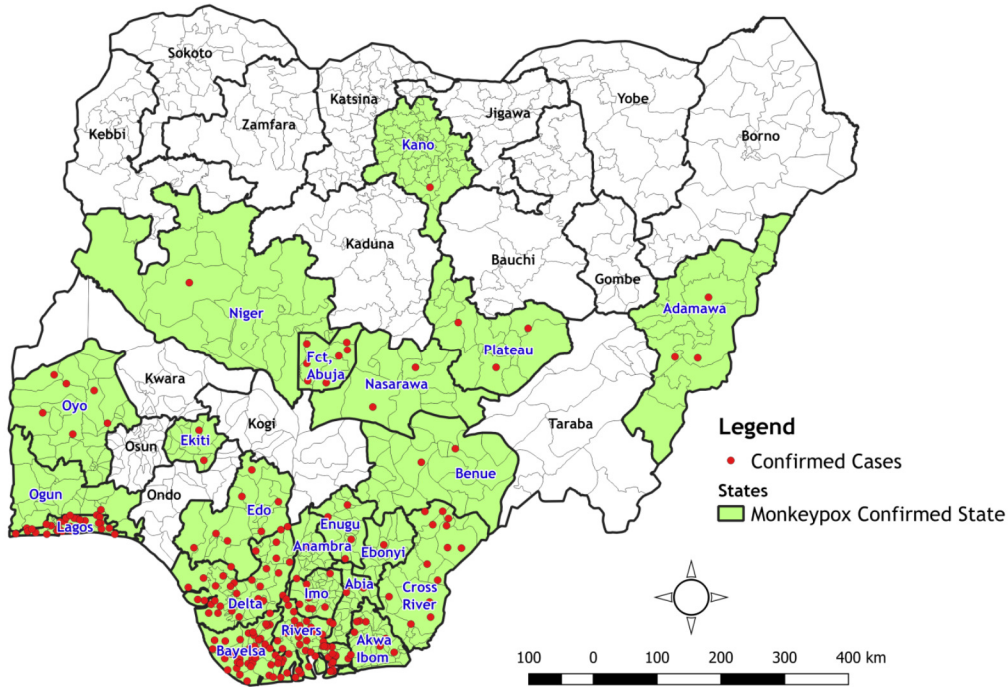 Sokoto
Katsina
Kebbi
Zamfara
Jigawa
Yobe
Borno
Kano
Kaduna
Bauchi
Gombe
Adamawa
Niger
Fct,
Abuja
Plateau
Nasarawa
Kwara
Oyo
Kogi
Taraba
Ekiti
Osun
Benue
Ogun
Ondo
Edo
Lagos
Enugu
Anambra
Ebonyi
Abia
Imo
Cross
River
Delta
Rivers
Akwa
Ibom
Bayelsa
Legend
Confirmed Cases
States
Monkeypox Confirmed State
100 0 100 200 300 400 km